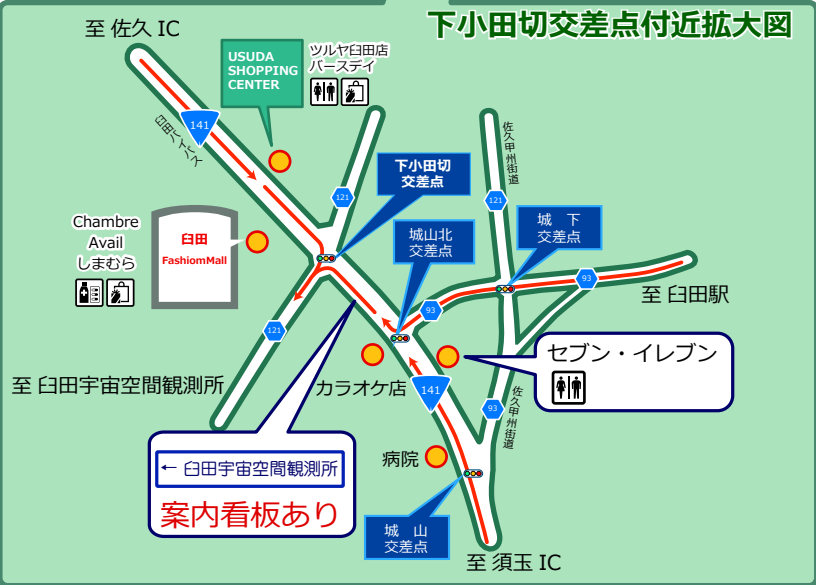 下小田切交差点付近拡大図
至 佐久 IC
USUDA
SHOPPING
CENTER
ツルヤ臼田店
バースデイ
141
臼田バイパス
佐久甲州街道
下小田切
交差点
121
121
Chambre
Avail
しまむら
臼田
FashiomMall
城山北
交差点
城 下
交差点
93
93
至 臼田駅
121
セブン・イレブン
至 臼田宇宙空間観測所
カラオケ店
141
93
佐久甲州街道
← 臼田宇宙空間観測所
案内看板あり
病院
城 山
交差点
至 須玉 IC